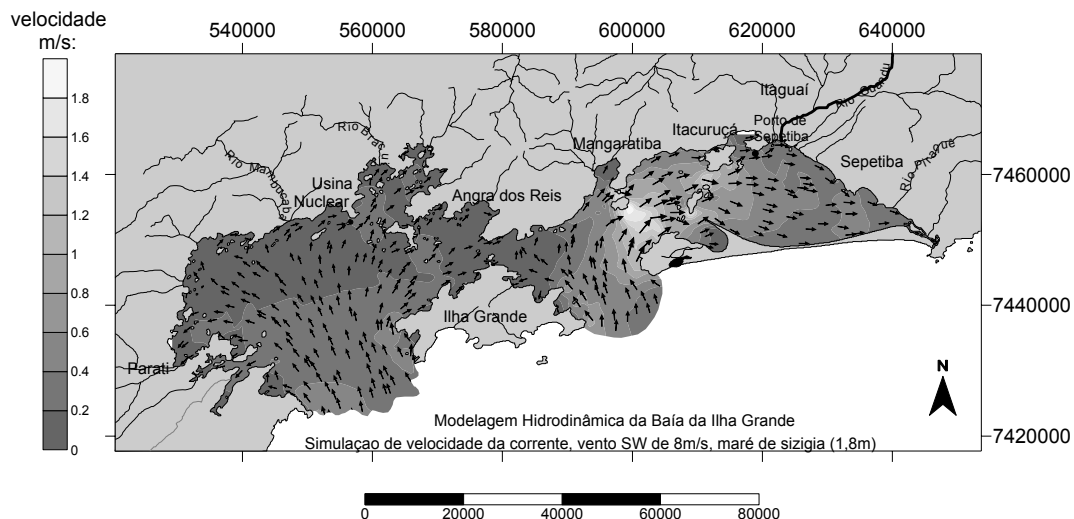 velocidade
m/s:
540000 560000 580000 600000 620000 640000
1.8
1.6
1.4
1.2
1
0.8
0.6
0.4
0.2
0
Itaguaí
Rio Guandu
Porto de
Sepetiba
Itacuruçá
Mangaratiba
Sepetiba
Rio Piraque
Rio Bracui
Rio Mambucaba
Usina
Nuclear
Angra dos Reis
Ilha Grande
Parati
7460000
7440000
7420000
N
Modelagem Hidrodinâmica da Baía da Ilha Grande
Simulaçao de velocidade da corrente, vento SW de 8m/s, maré de sizigia (1,8m)
0 20000 40000 60000 80000